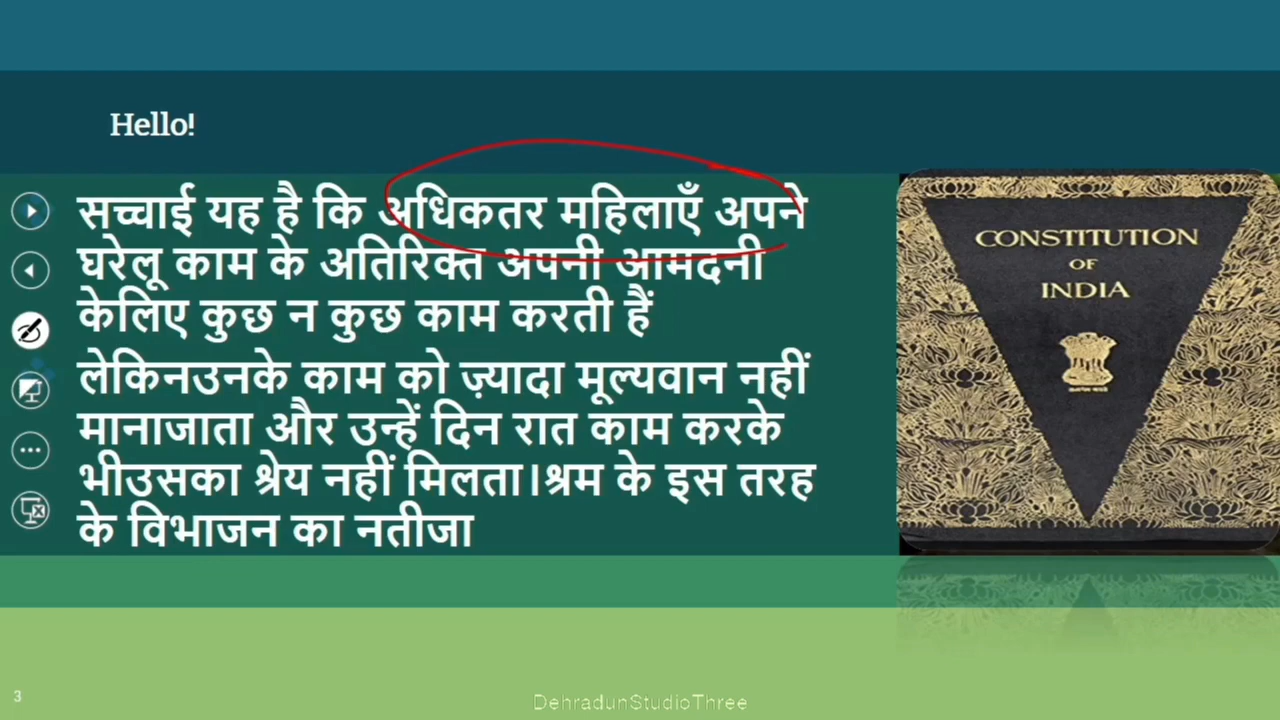 Hello!
सच्चाई यह है कि अधिकतर महिलाएँ अपने
घरेलू काम के अतिरिक्त अपनी आमदनी
केलिए कुछ न कुछ काम करती हैं
लेकिनउनके काम को ज़्यादा मूल्यवान नहीं
मानाजाता और उन्हें दिन रात काम करके
भीउसका श्रेय नहीं मिलता।श्रम के इस तरह
के विभाजन का नतीजा
CONSTITUTION
OF
INDIA
3
DehradunStudioThree